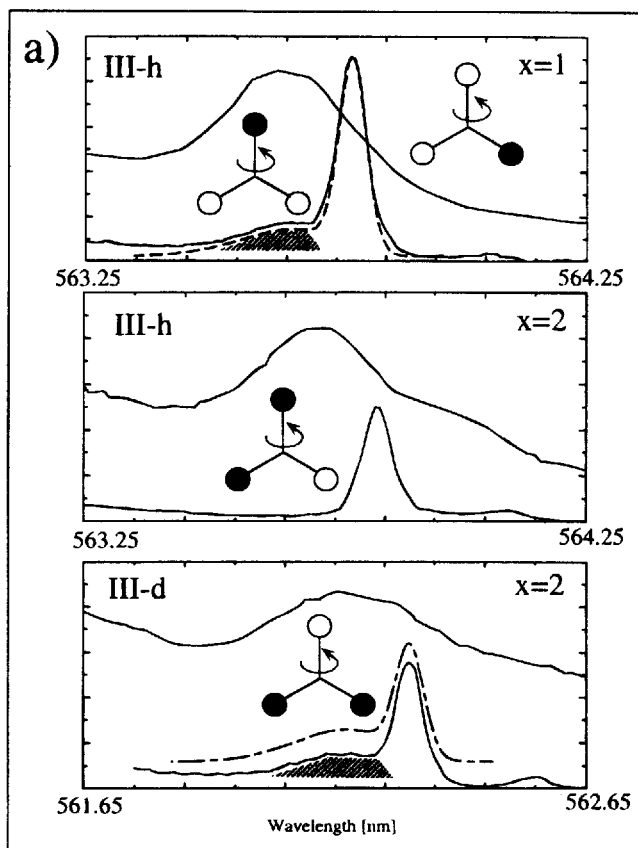 a)
III-h x=1
563.25 564.25
III-h x=2
563.25 564.25
III-d x=2
561.65 562.65
Wavelength [nm]